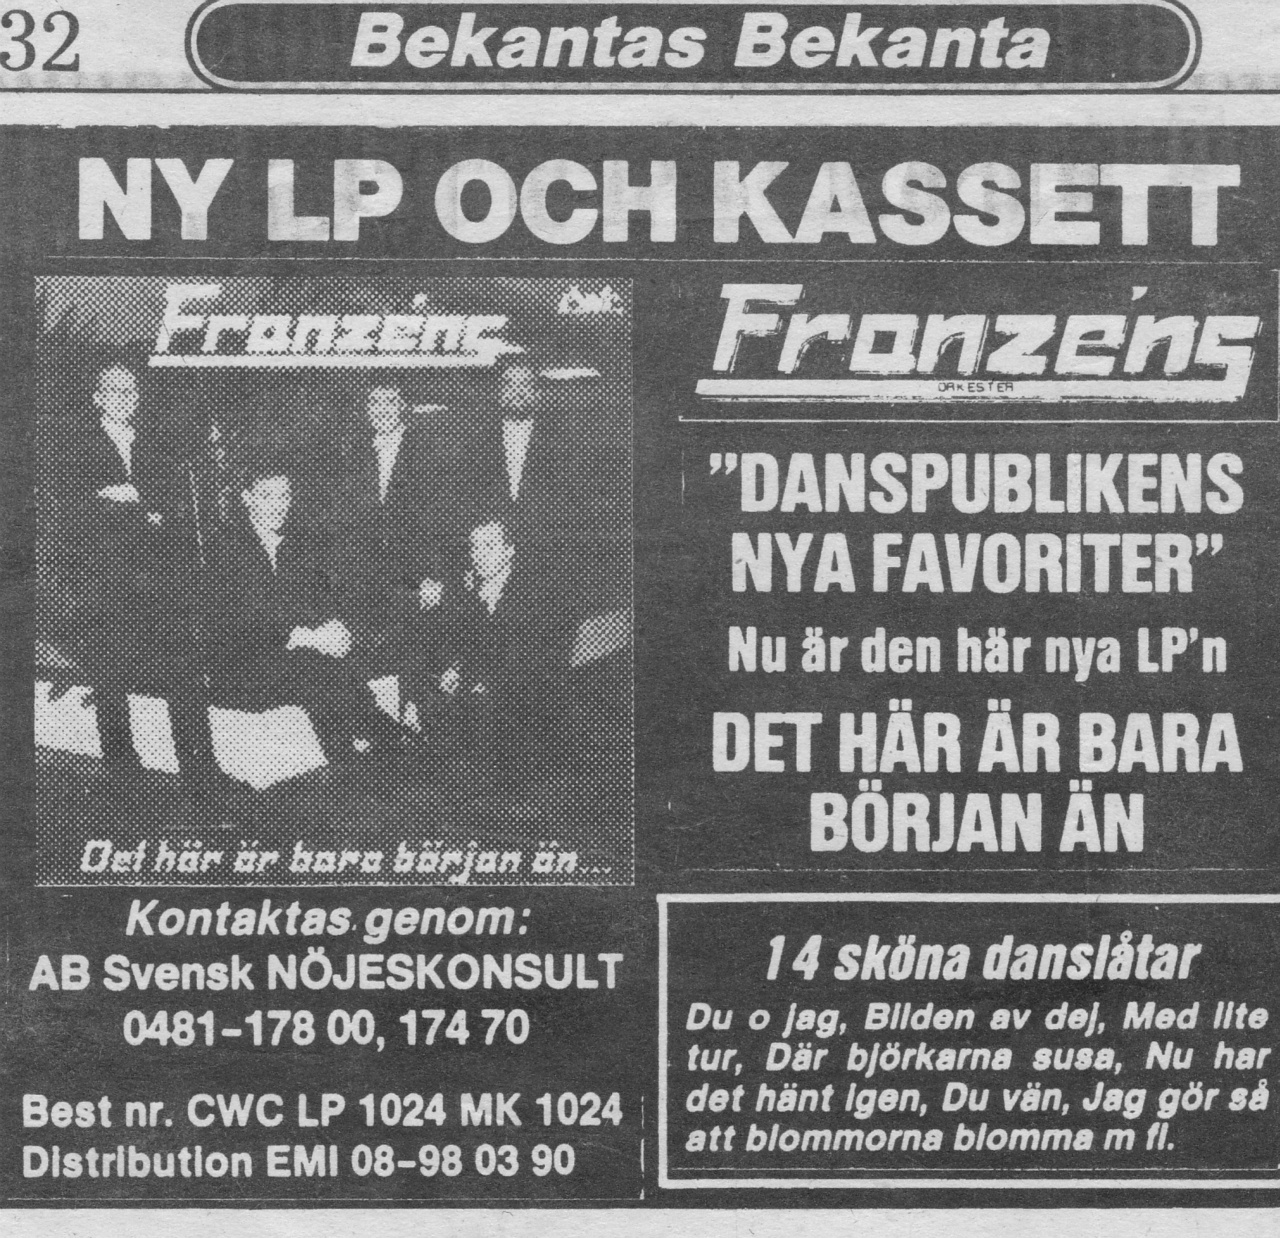 32
Bekantas Bekanta
NY LP OCH KASSETT
Franzéns
Det här är bara början än...
Franzéns
ORKESTER
”DANSPUBLIKENS
NYA FAVORITER”
Nu är den här nya LP'n
DET HÄR ÄR BARA
BÖRJAN ÄN
Kontaktas genom:
AB Svensk NÖJESKONSULT
0481-178 00, 174 70
Best nr. CWC LP 1024 MK 1024
Distribution EMI 08-98 03 90
14 sköna danslåtar
Du o jag, Bilden av dej, Med lite
tur, Där björkarna susa, Nu har
det hänt igen, Du vän, Jag gör så
att blommorna blomma m fl.